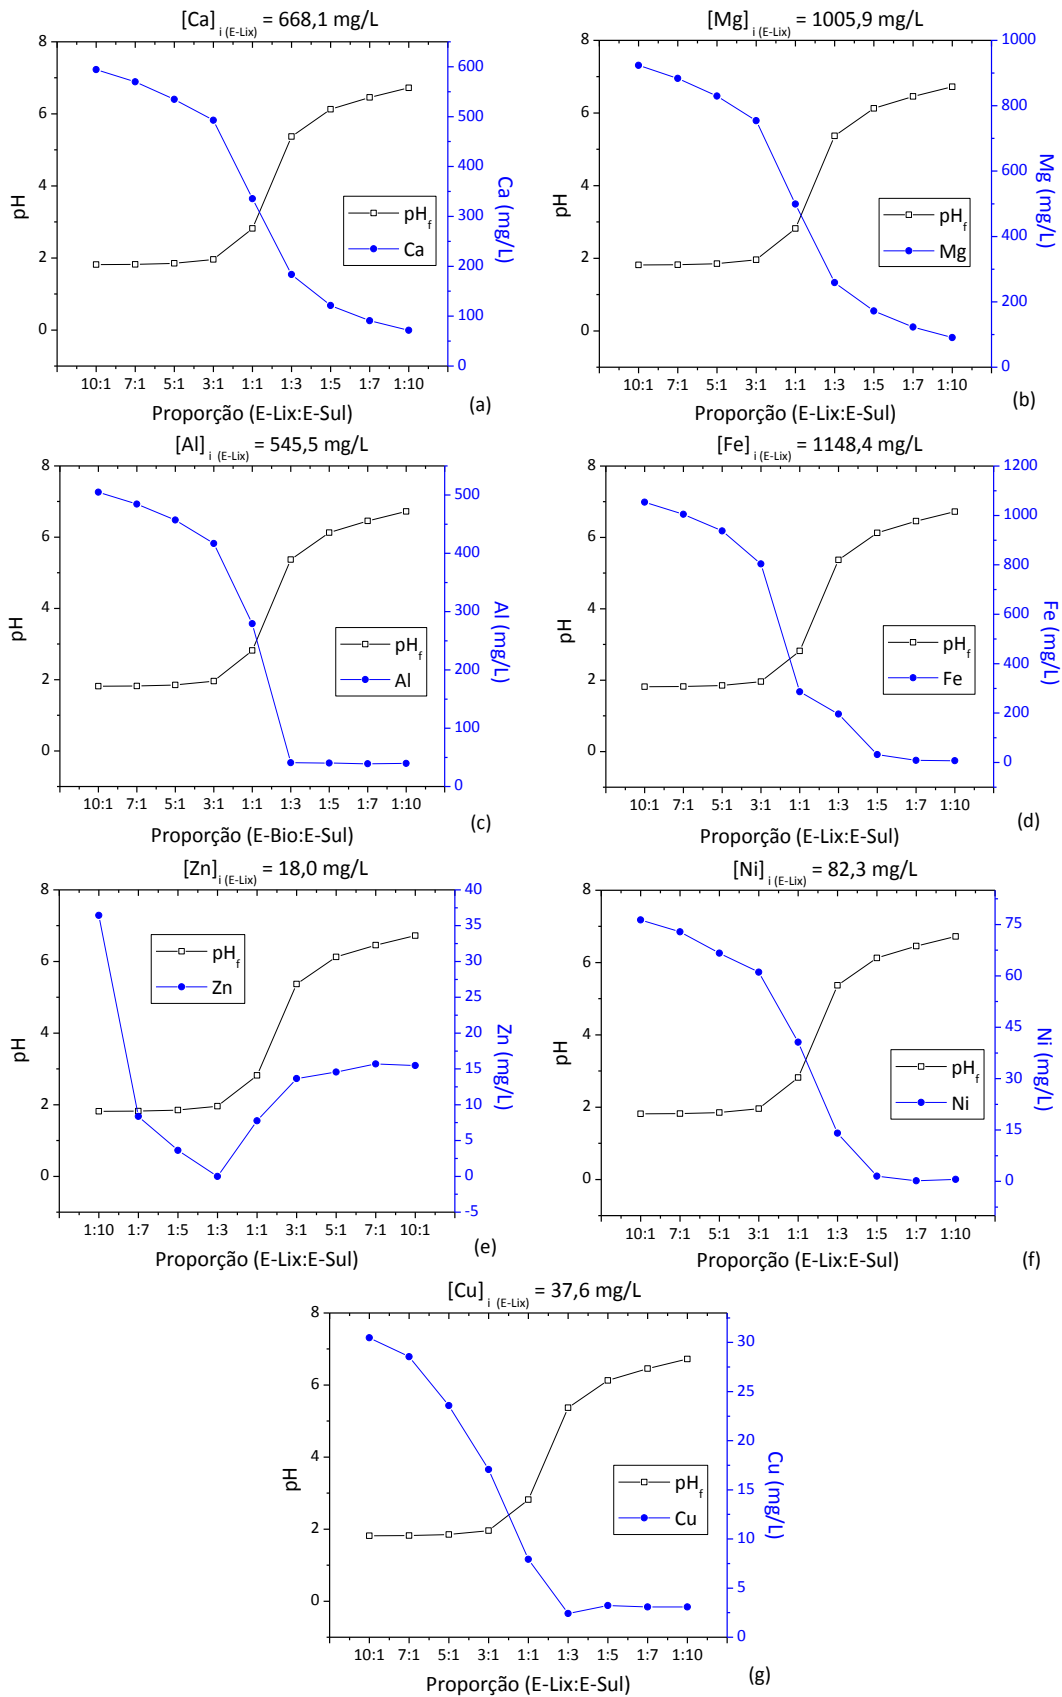 [Ca] i (E-Lix) = 668,1 mg/L
8
6
4
2
0
pH
600
500
400
300
200
100
0
Ca (mg/L)
pHf
Ca
10:1 7:1 5:1 3:1 1:1 1:3 1:5 1:7 1:10
Proporção (E-Lix:E-Sul)
(a)
[Mg] i (E-Lix) = 1005,9 mg/L
8
6
4
2
0
pH
1000
800
600
400
200
0
Mg (mg/L)
pHf
Mg
10:1 7:1 5:1 3:1 1:1 1:3 1:5 1:7 1:10
Proporção (E-Lix:E-Sul)
(b)
[Al] i (E-Lix) = 545,5 mg/L
8
6
4
2
0
pH
500
400
300
200
100
0
Al (mg/L)
pHf
Al
10:1 7:1 5:1 3:1 1:1 1:3 1:5 1:7 1:10
Proporção (E-Bio:E-Sul)
(c)
[Fe] i (E-Lix) = 1148,4 mg/L
8
6
4
2
0
pH
1200
1000
800
600
400
200
0
Fe (mg/L)
pHf
Fe
10:1 7:1 5:1 3:1 1:1 1:3 1:5 1:7 1:10
Proporção (E-Lix:E-Sul)
(d)
[Zn] i (E-Lix) = 18,0 mg/L
8
6
4
2
0
pH
40
35
30
25
20
15
10
5
0
-5
Zn (mg/L)
pHf
Zn
1:10 1:7 1:5 1:3 1:1 3:1 5:1 7:1 10:1
Proporção (E-Lix:E-Sul)
(e)
[Ni] i (E-Lix) = 82,3 mg/L
8
6
4
2
0
pH
75
60
45
30
15
0
Ni (mg/L)
pHf
Ni
10:1 7:1 5:1 3:1 1:1 1:3 1:5 1:7 1:10
Proporção (E-Lix:E-Sul)
(f)
[Cu] i (E-Lix) = 37,6 mg/L
8
6
4
2
0
pH
30
25
20
15
10
5
0
Cu (mg/L)
pHf
Cu
10:1 7:1 5:1 3:1 1:1 1:3 1:5 1:7 1:10
Proporção (E-Lix:E-Sul)
(g)